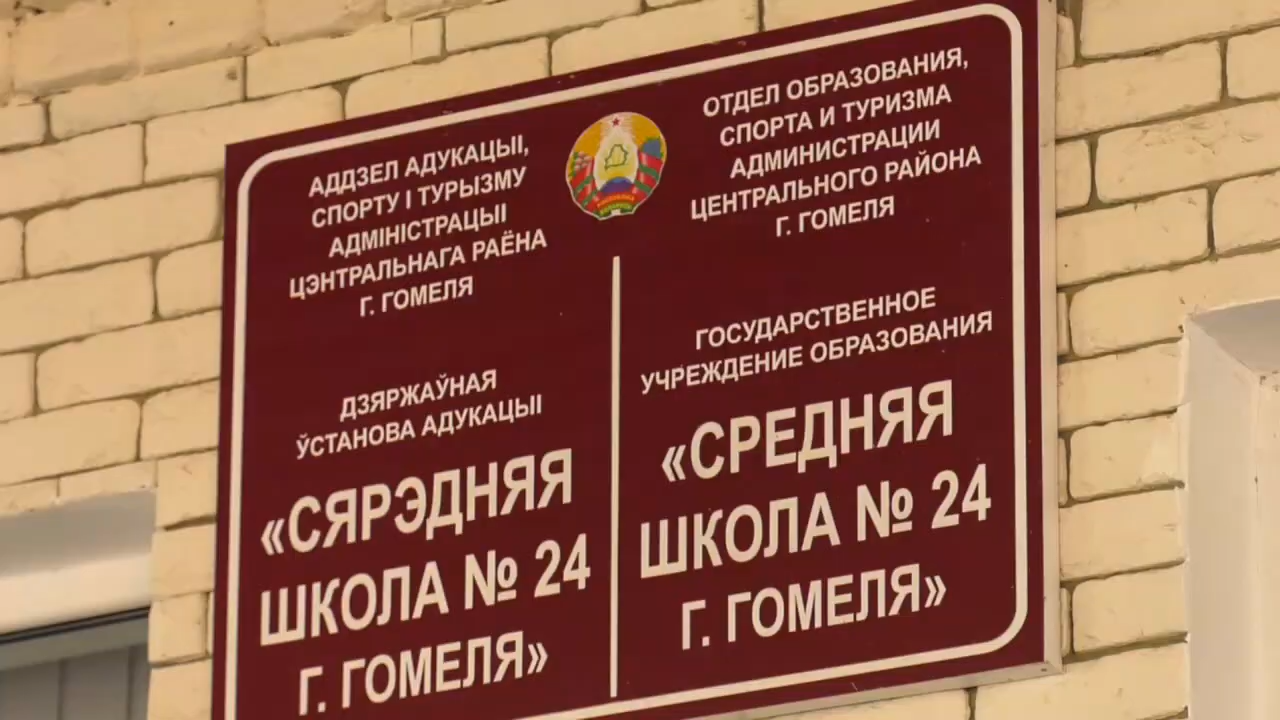 АДДЗЕЛ АДУКАЦЫІ,
СПОРТУ І ТУРЫЗМУ
АДМІНІСТРАЦЫІ
ЦЭНТРАЛЬНАГА РАЁНА
Г. ГОМЕЛЯ
ДЗЯРЖАЎНАЯ
ЎСТАНОВА АДУКАЦЫІ
«СЯРЭДНЯЯ
ШКОЛА № 24
Г. ГОМЕЛЯ»
ОТДЕЛ ОБРАЗОВАНИЯ,
СПОРТА И ТУРИЗМА
АДМИНИСТРАЦИИ
ЦЕНТРАЛЬНОГО РАЙОНА
Г. ГОМЕЛЯ
ГОСУДАРСТВЕННОЕ
УЧРЕЖДЕНИЕ ОБРАЗОВАНИЯ
«СРЕДНЯЯ
ШКОЛА № 24
Г. ГОМЕЛЯ»